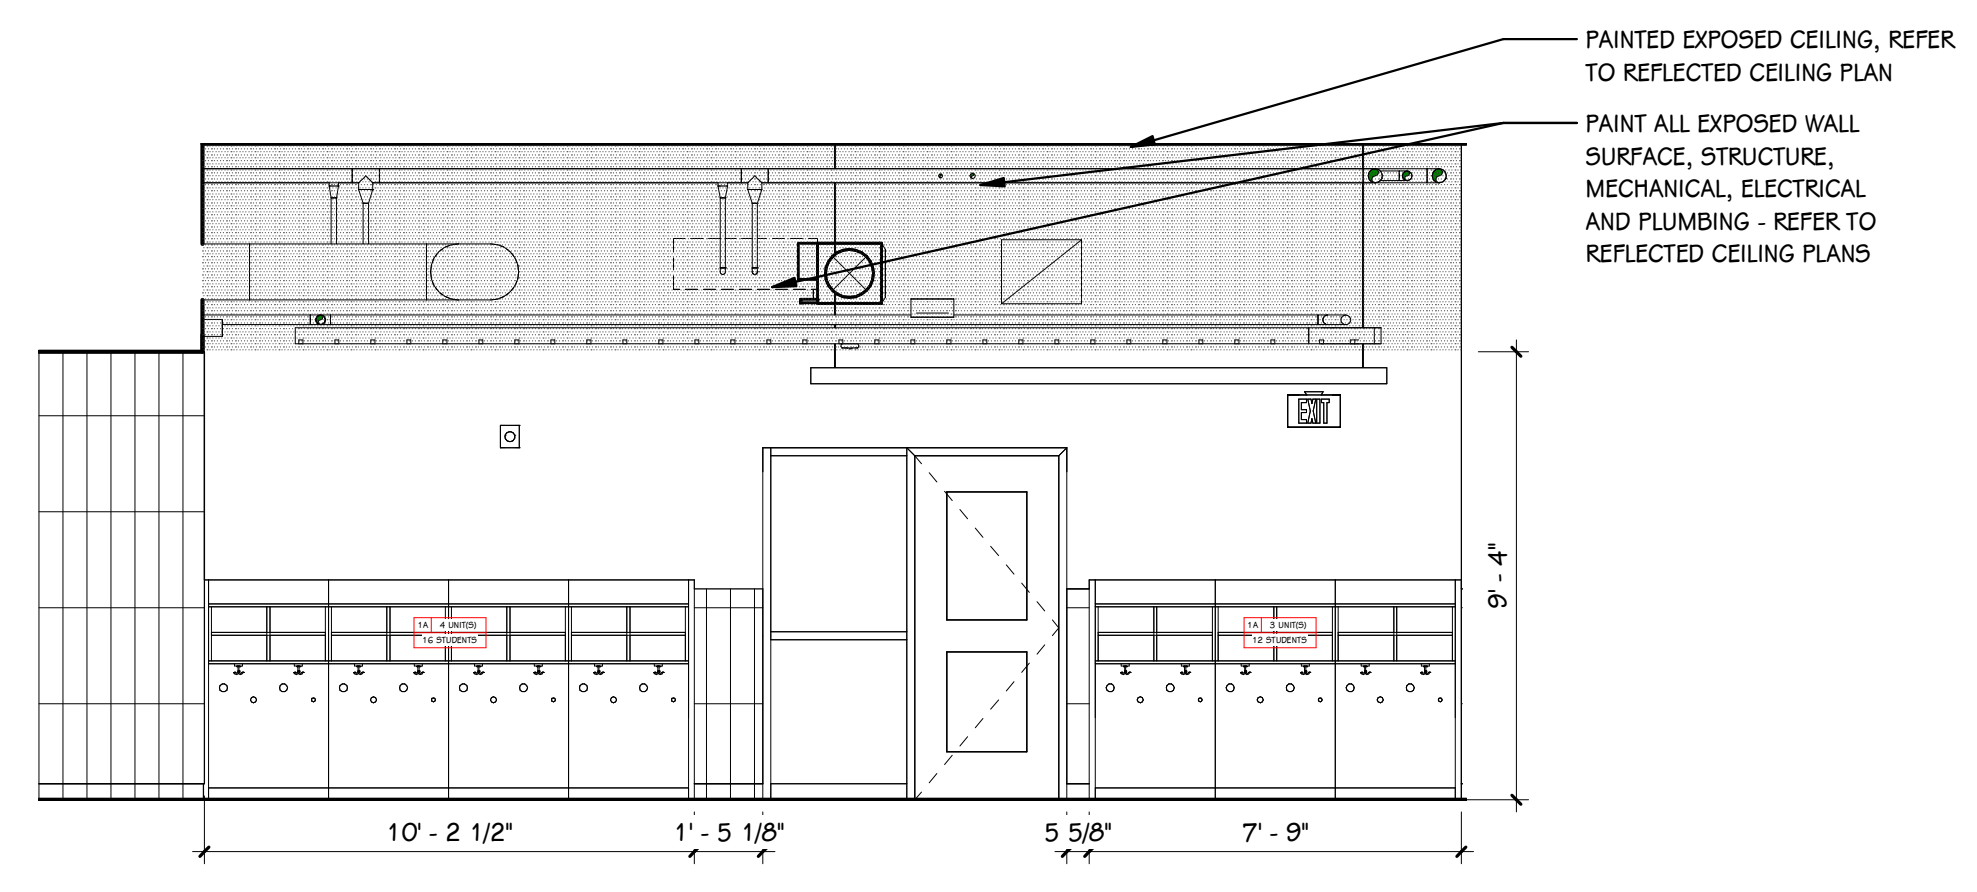 PAINTED EXPOSED CEILING, REFER
TO REFLECTED CEILING PLAN
PAINT ALL EXPOSED WALL
SURFACE, STRUCTURE,
MECHANICAL, ELECTRICAL
AND PLUMBING - REFER TO
REFLECTED CEILING PLANS
EXIT
9' - 4"
1A 4 UNIT(S)
16 STUDENTS
1A 3 UNIT(S)
12 STUDENTS
10' - 2 1/2"
1' - 5 1/8"
5 5/8"
7' - 9"